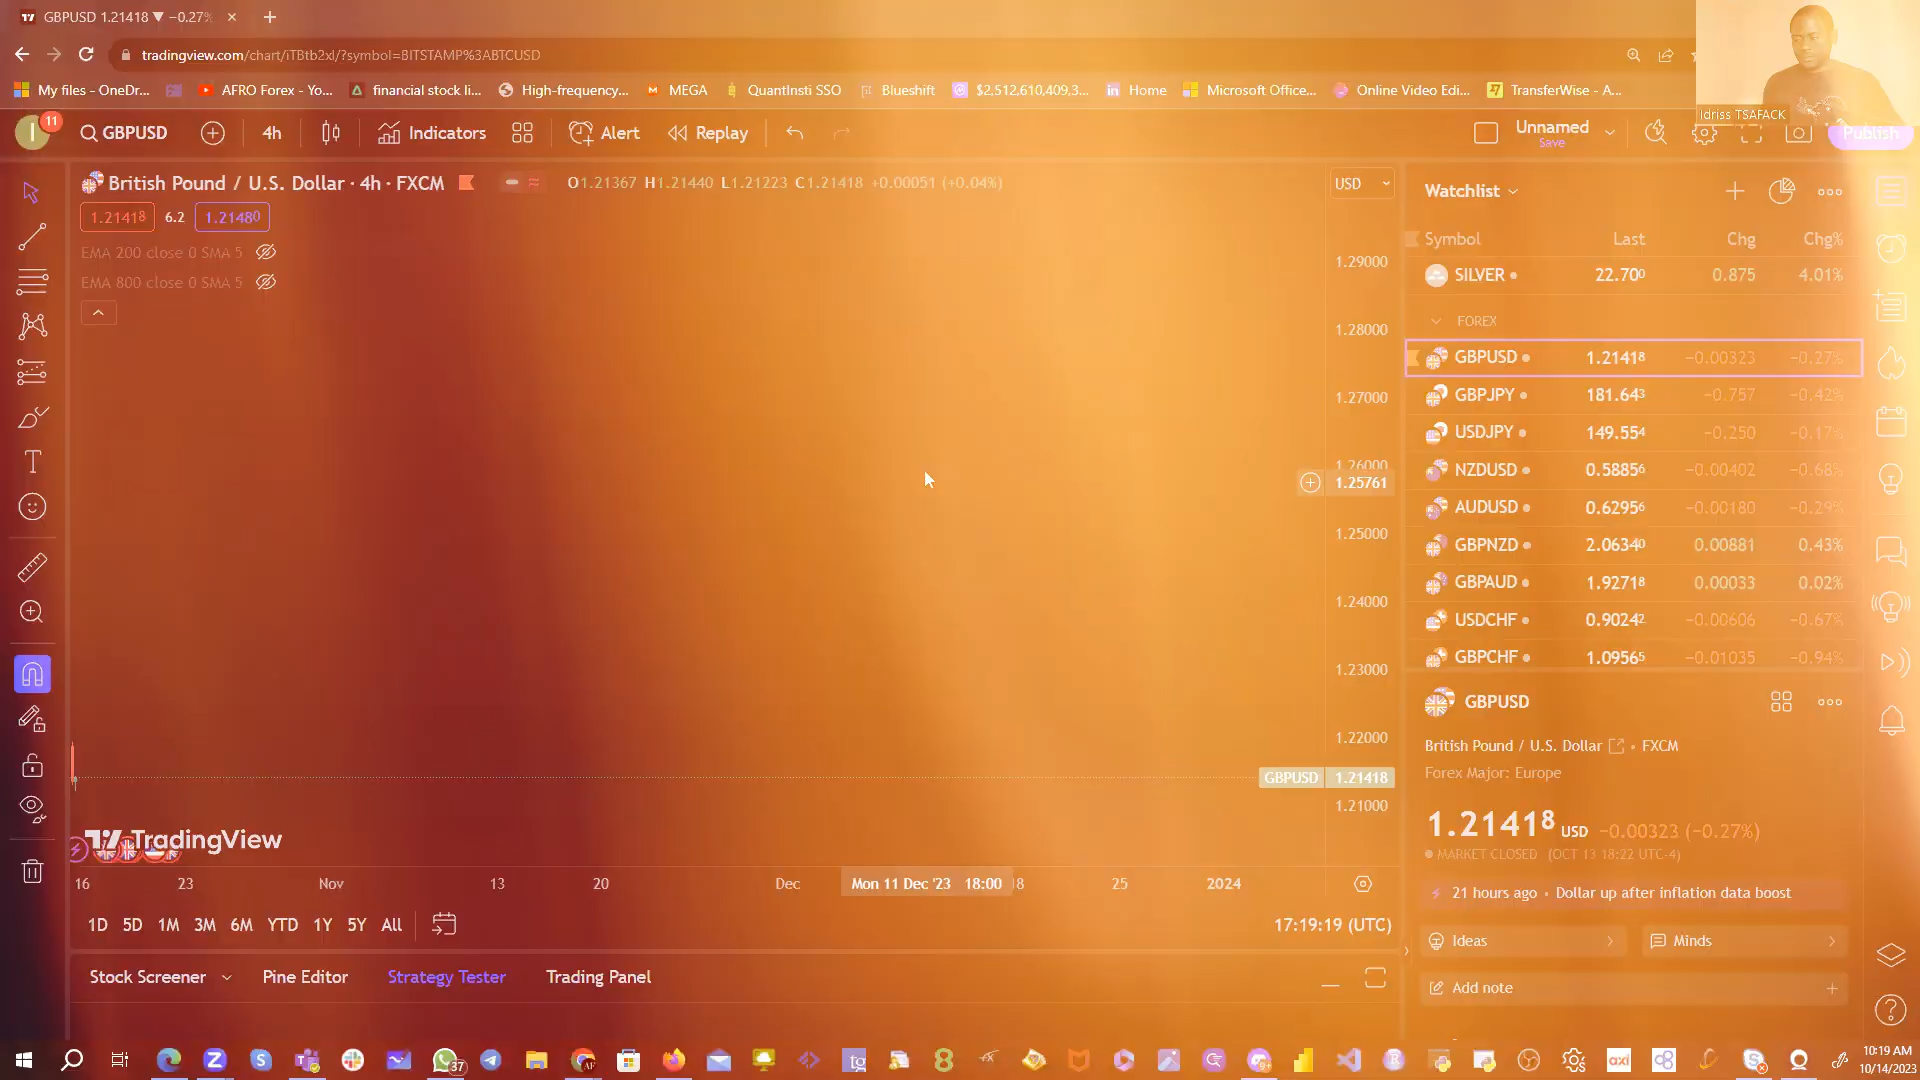 GBPUSD 1.21418 ▼ −0.27%
tradingview.com/chart/iTBtb2xl/?symbol=BITSTAMP%3ABTCUSD
My files - OneDr... AFRO Forex - Yo... financial stock li... High-frequency... MEGA QuantInsti SSO Blueshift $2,512,610,409,3... Home Microsoft Office... Online Video Edi... TransferWise - A...
Idriss TSAFACK
I 11 GBPUSD 4h Indicators Alert Replay Unnamed Save Publish
British Pound / U.S. Dollar · 4h · FXCM O1.21367 H1.21440 L1.21223 C1.21418 +0.00051 (+0.04%) USD
1.21418 6.2 1.21480
EMA 200 close 0 SMA 5
EMA 800 close 0 SMA 5
1.29000
1.28000
1.27000
1.26000
1.25761
1.25000
1.24000
1.23000
1.22000
GBPUSD 1.21418
1.21000
TradingView
16 23 Nov 13 20 Dec Mon 11 Dec '23 18:00 18 25 2024
1D 5D 1M 3M 6M YTD 1Y 5Y All 17:19:19 (UTC)
Stock Screener Pine Editor Strategy Tester Trading Panel
Watchlist
Symbol Last Chg Chg%
SILVER 22.700 0.875 4.01%
FOREX
GBPUSD 1.21418 −0.00323 −0.27%
GBPJPY 181.643 −0.757 −0.42%
USDJPY 149.554 −0.250 −0.17%
NZDUSD 0.58856 −0.00402 −0.68%
AUDUSD 0.62956 −0.00180 −0.29%
GBPNZD 2.06340 0.00881 0.43%
GBPAUD 1.92718 0.00033 0.02%
USDCHF 0.90242 −0.00606 −0.67%
GBPCHF 1.09565 −0.01035 −0.94%
GBPUSD
British Pound / U.S. Dollar • FXCM
Forex Major: Europe
1.21418 USD −0.00323 (−0.27%)
MARKET CLOSED (OCT 13 18:22 UTC-4)
21 hours ago • Dollar up after inflation data boost
Ideas Minds
Add note
37 tg axi
10:19 AM
10/14/2023